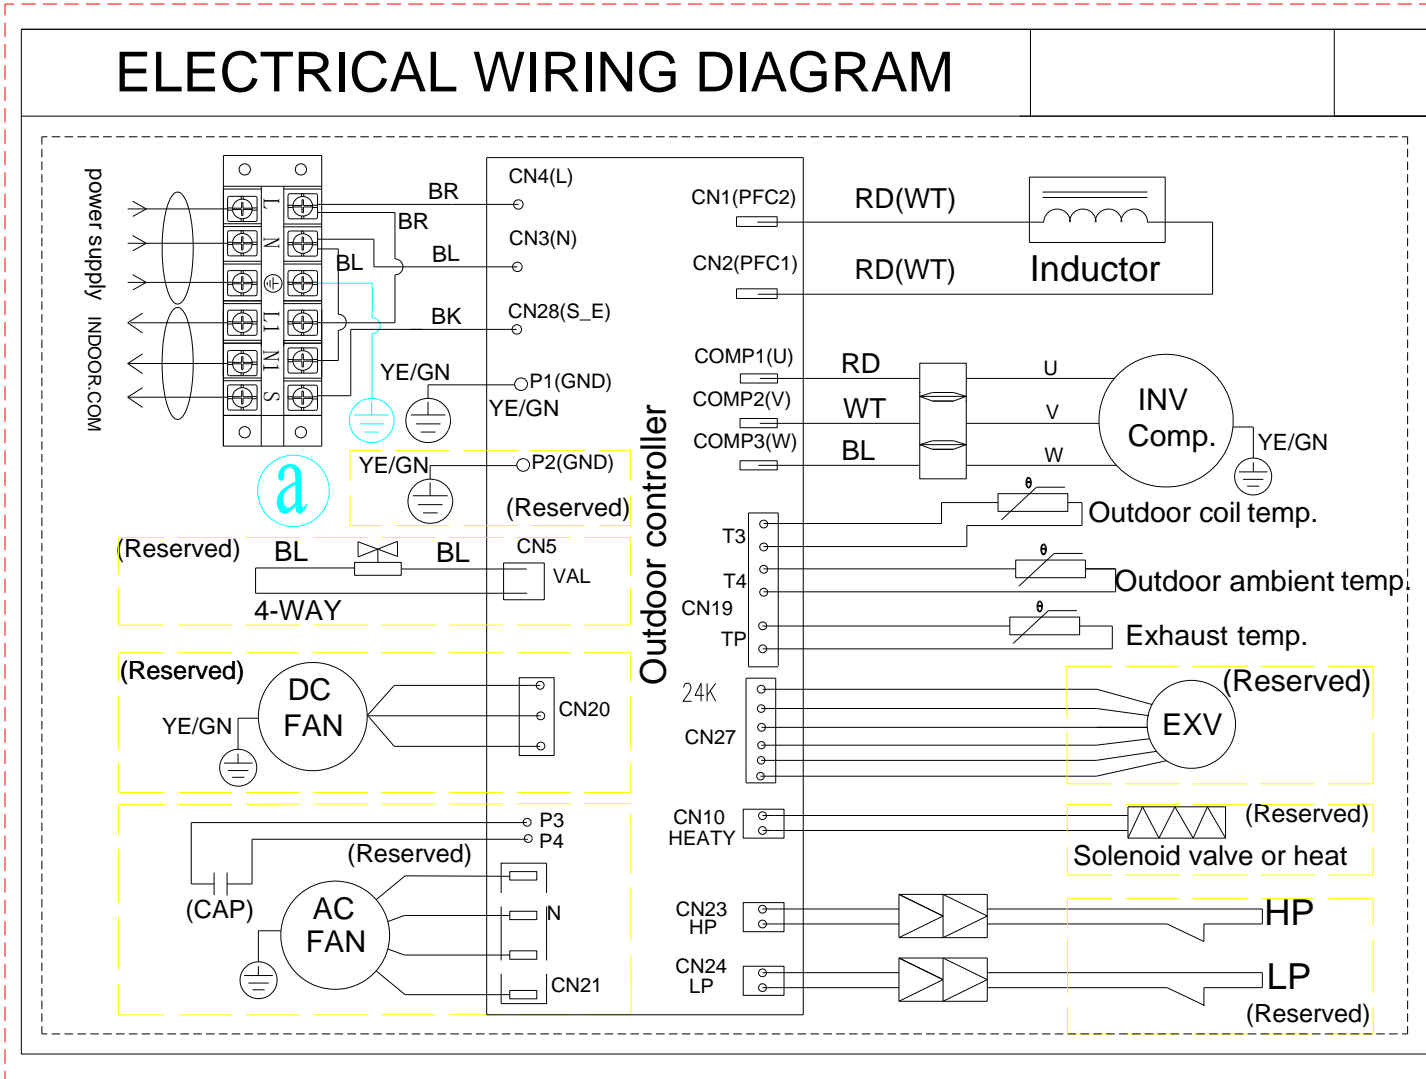 ELECTRICAL WIRING DIAGRAM
power supply INDOOR.COM
L
N
L1
N1
S
BR
BR
BL
BL
BK
CN4(L)
CN3(N)
CN28(S_E)
YE/GN
P1(GND)
YE/GN
a
YE/GN
P2(GND)
(Reserved)
(Reserved)
BL
BL
CN5
VAL
4-WAY
(Reserved)
DC
FAN
YE/GN
CN20
P3
P4
(Reserved)
(CAP)
AC
FAN
N
CN21
Outdoor controller
CN1(PFC2)
RD(WT)
CN2(PFC1)
RD(WT)
Inductor
COMP1(U)
RD
U
COMP2(V)
WT
V
COMP3(W)
BL
W
INV
Comp.
YE/GN
θ
T3
Outdoor coil temp.
θ
T4
Outdoor ambient temp.
CN19
θ
TP
Exhaust temp.
24K
CN27
(Reserved)
EXV
CN10
HEATY
(Reserved)
Solenoid valve or heat
CN23
HP
HP
CN24
LP
LP
(Reserved)